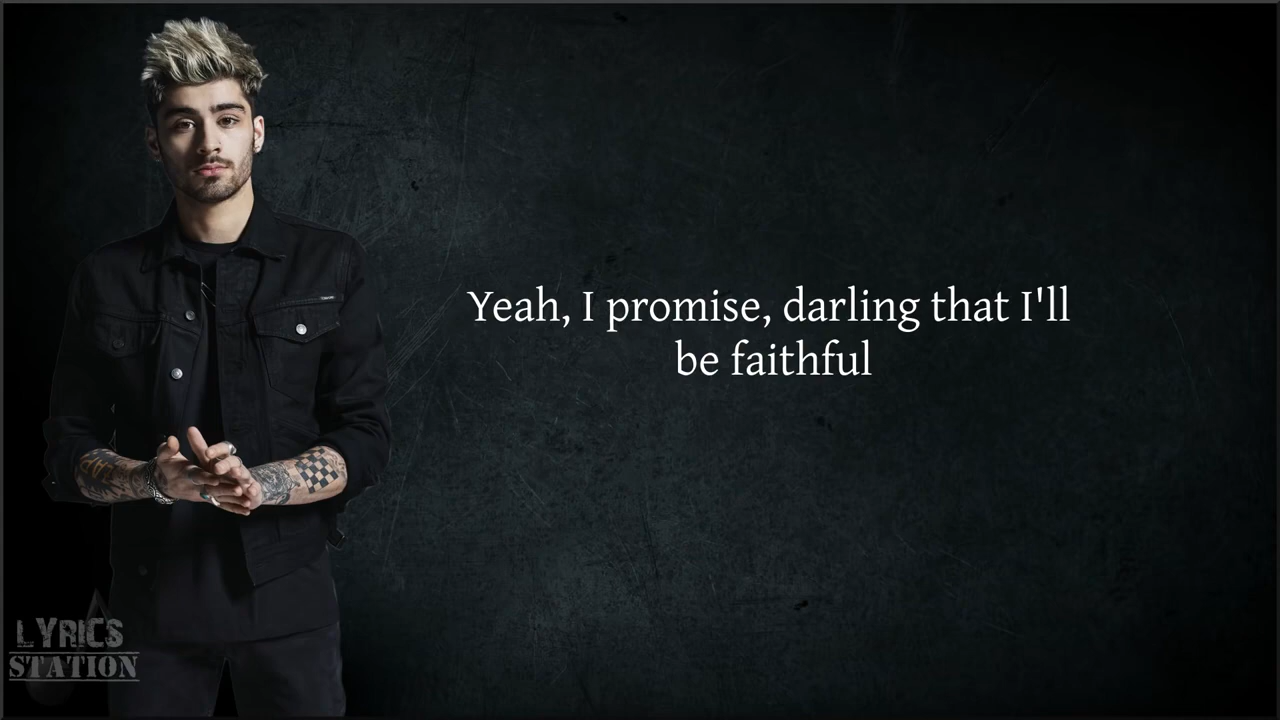 Yeah, I promise, darling that I'll
be faithful
LYRICS
STATION